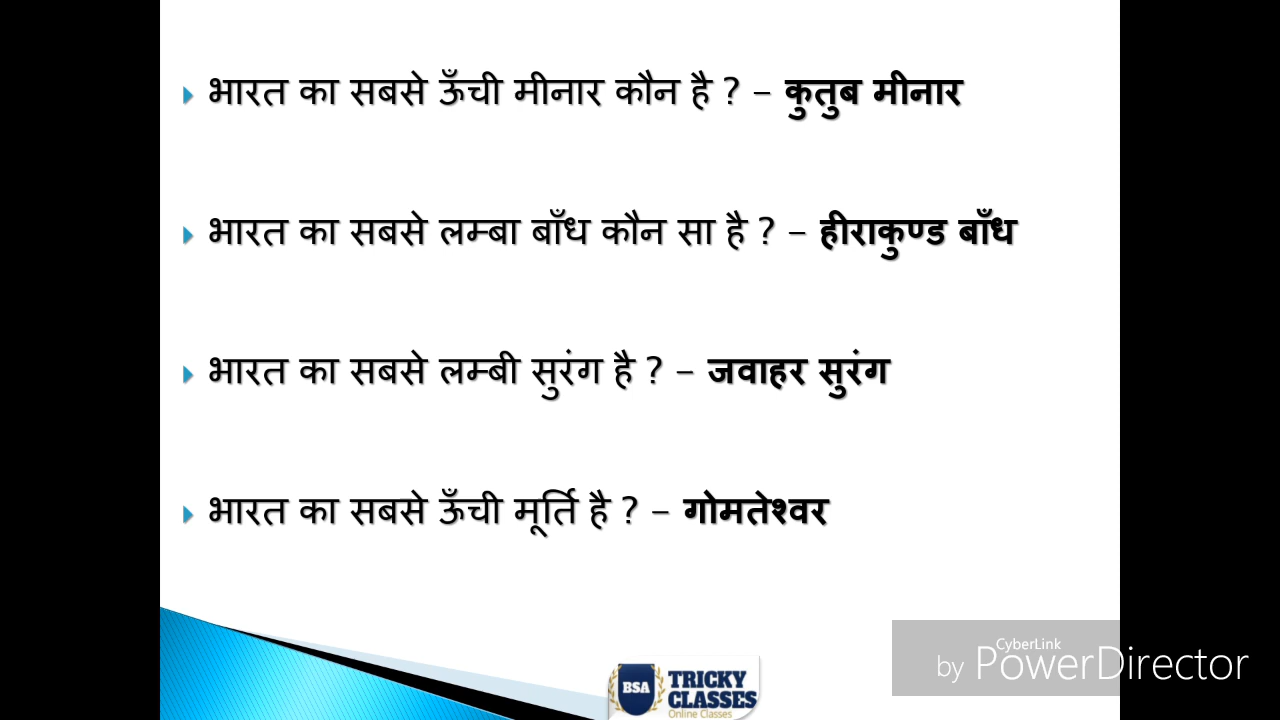 भारत का सबसे ऊँची मीनार कौन है ? – कुतुब मीनार
भारत का सबसे लम्बा बाँध कौन सा है ? – हीराकुण्ड बाँध
भारत का सबसे लम्बी सुरंग है ? – जवाहर सुरंग
भारत का सबसे ऊँची मूर्ति है ? – गोमतेश्वर
BSA TRICKY CLASSES
Online Classes
CyberLink
by PowerDirector